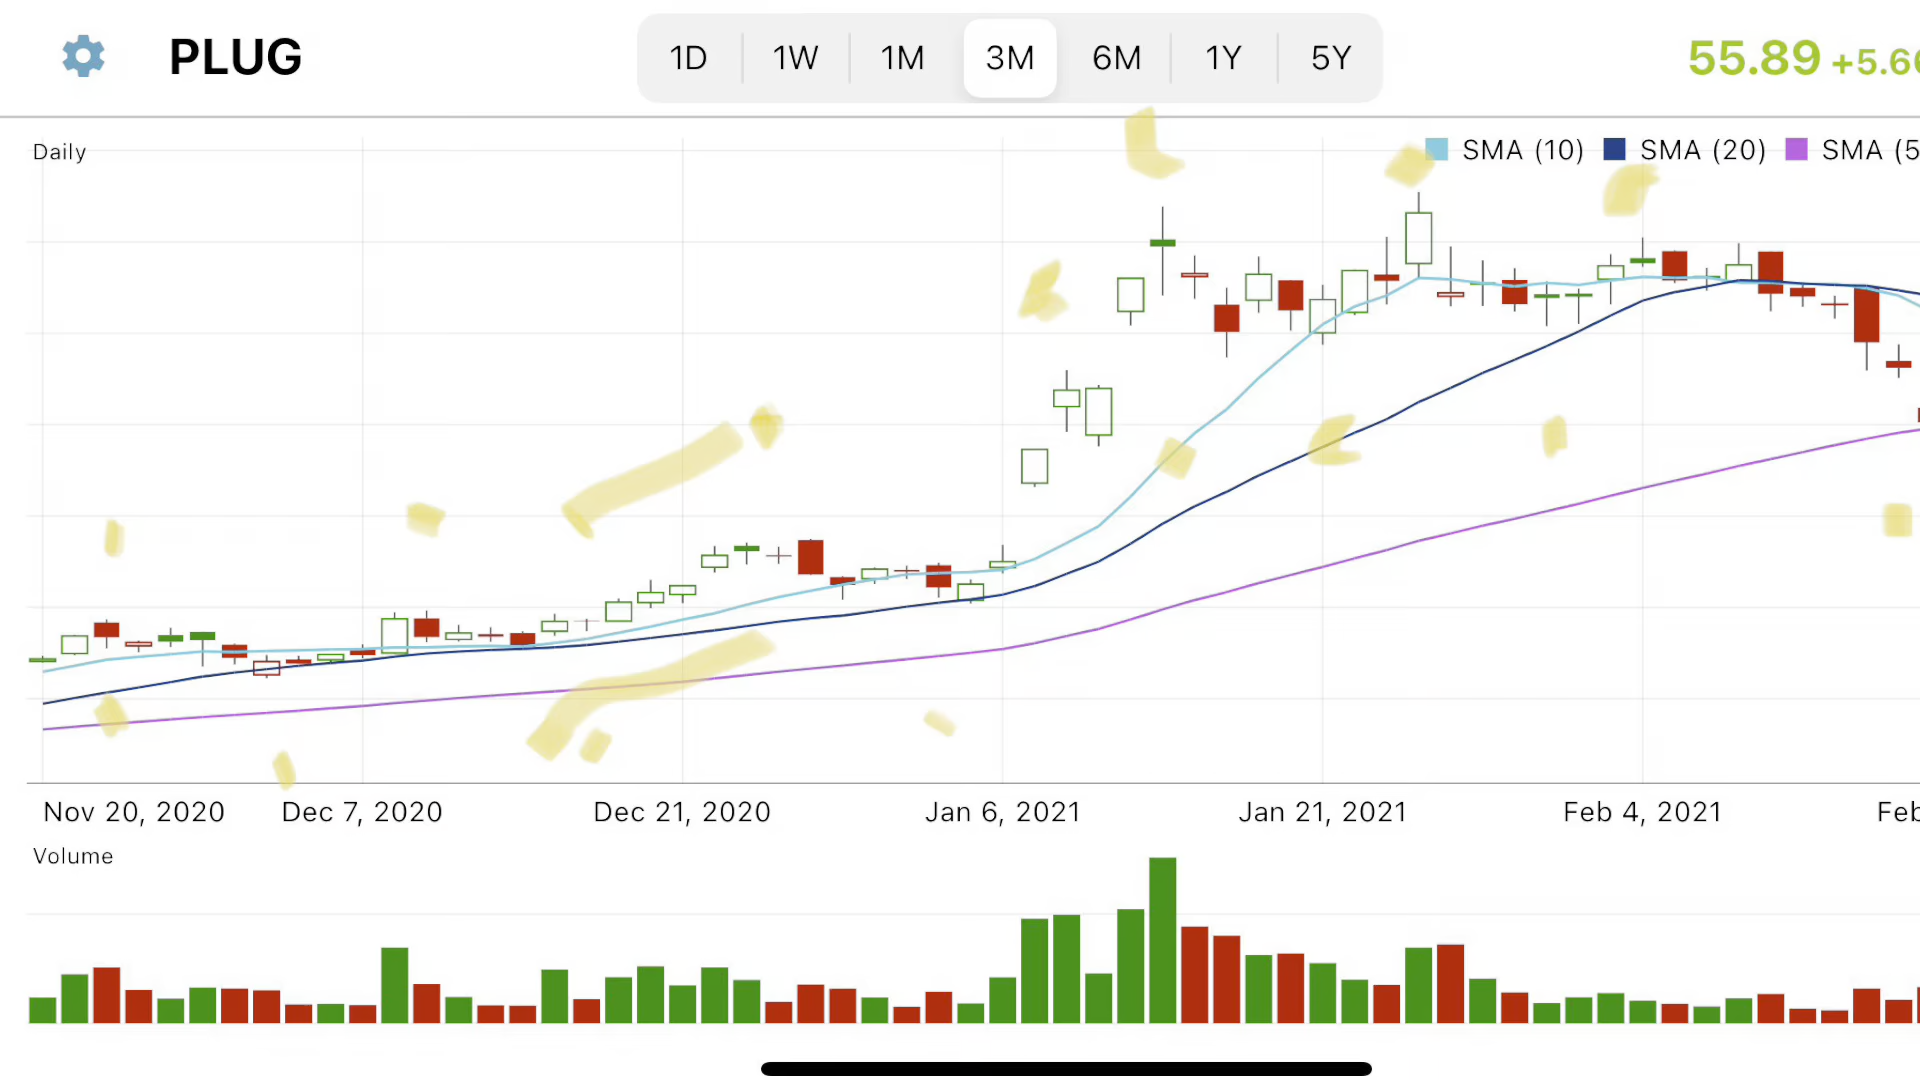 PLUG
1D 1W 1M 3M 6M 1Y 5Y
55.89 +5.66
Daily
SMA (10) SMA (20) SMA (5
Nov 20, 2020 Dec 7, 2020 Dec 21, 2020 Jan 6, 2021 Jan 21, 2021 Feb 4, 2021 Feb
Volume